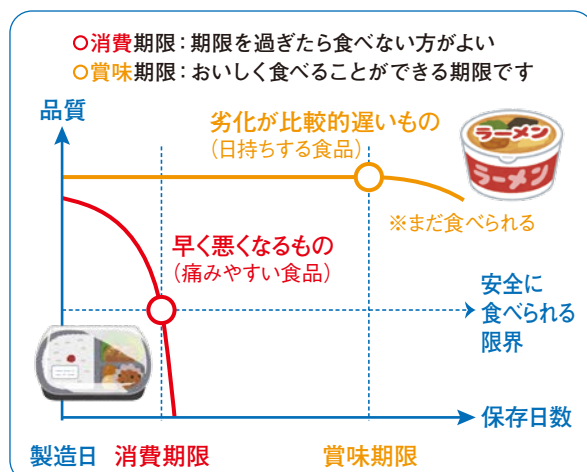 ○消費期限：期限を過ぎたら食べない方がよい
○賞味期限：おいしく食べることができる期限です
品質
劣化が比較的遅いもの
（日持ちする食品）
ラーメン
ラーメン
※まだ食べられる
早く悪くなるもの
（痛みやすい食品）
安全に
食べられる
限界
保存日数
製造日
消費期限
賞味期限